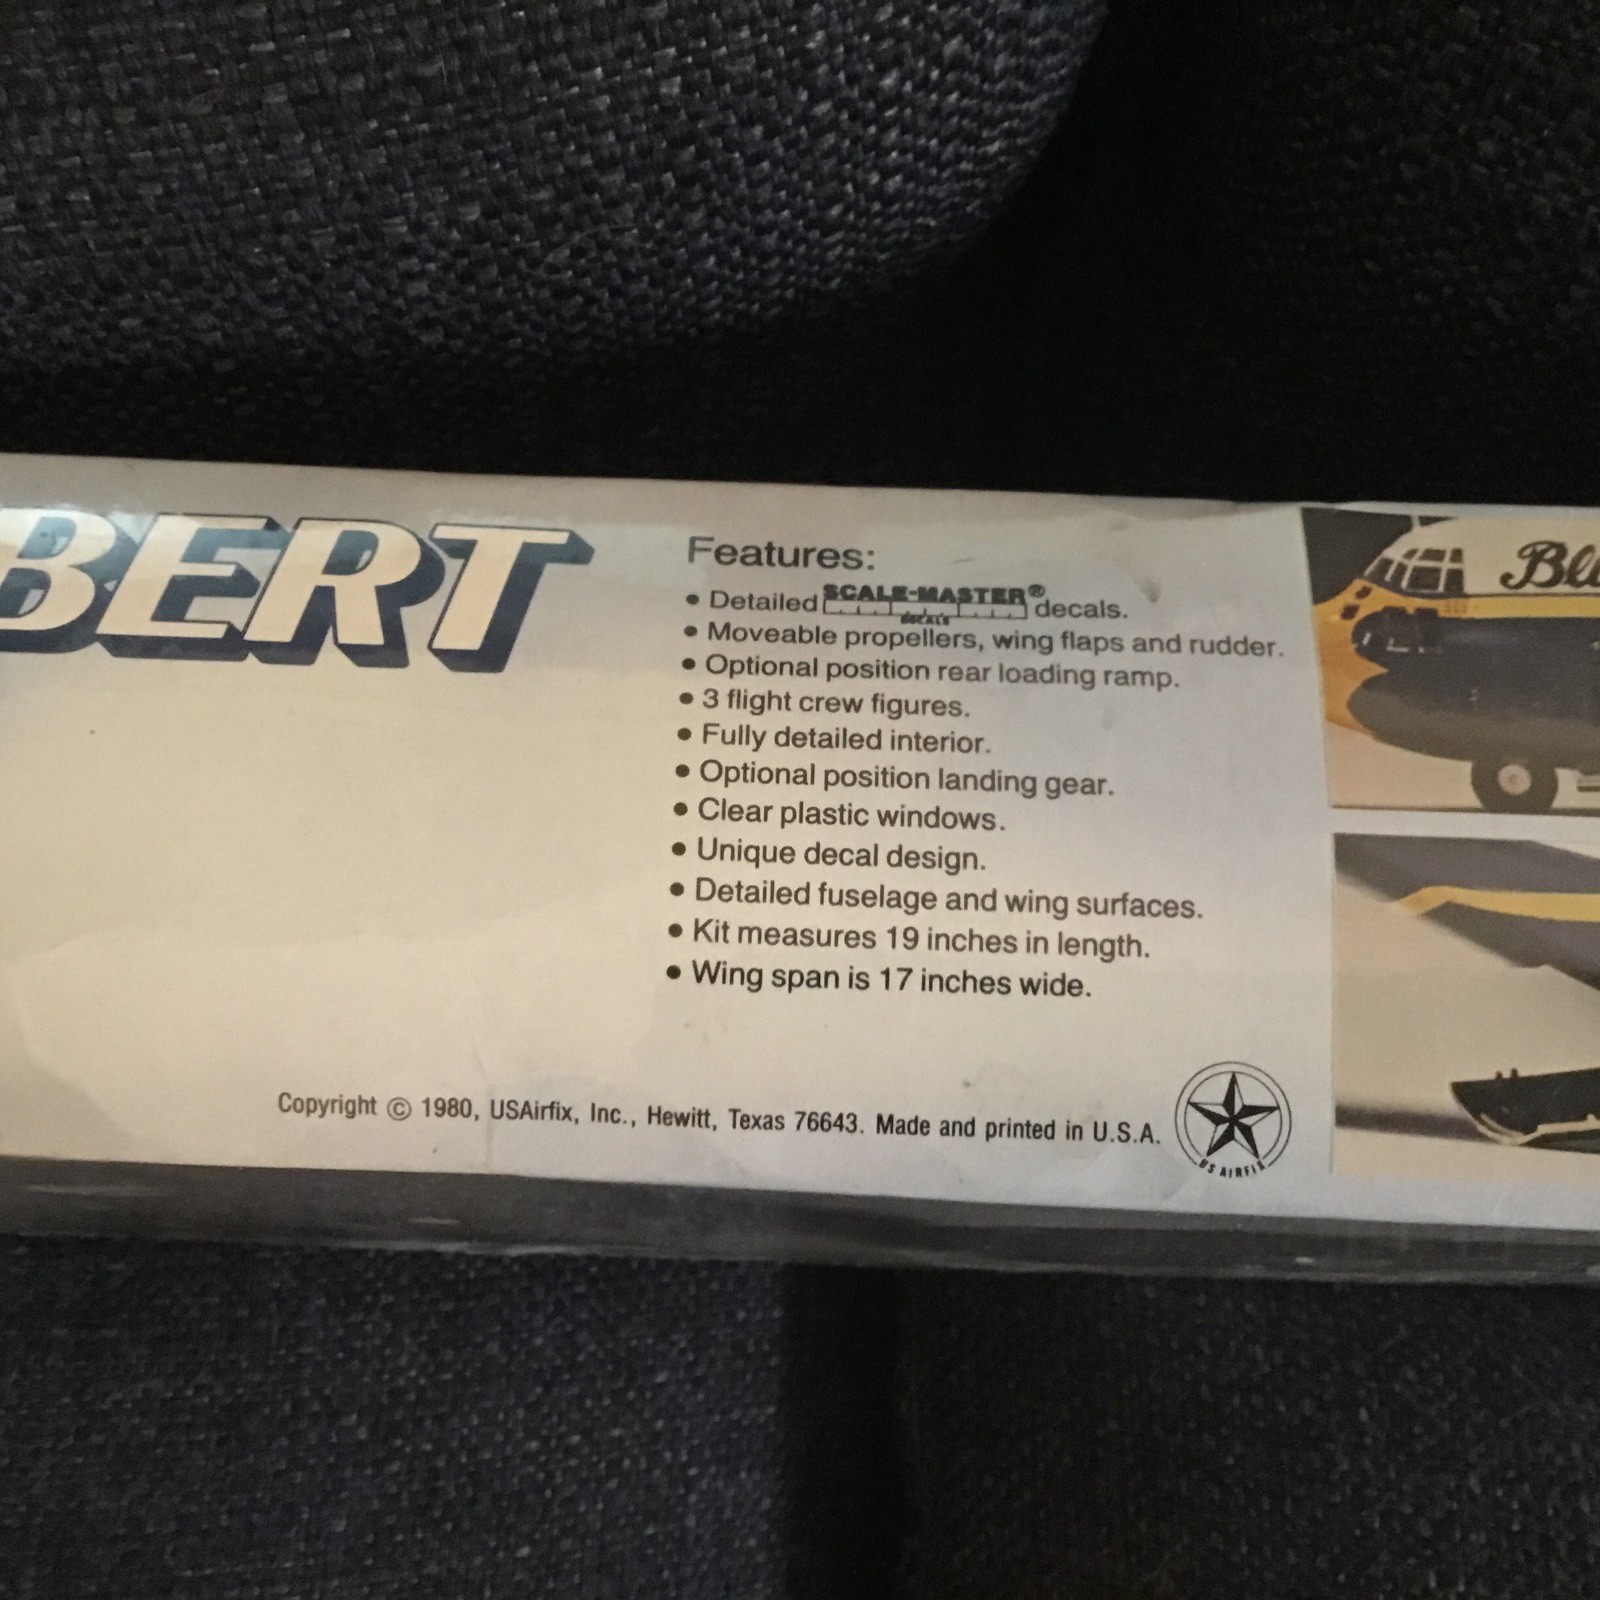 BERT
Features:
• Detailed SCALE-MASTER® DECALS decals.
• Moveable propellers, wing flaps and rudder.
• Optional position rear loading ramp.
• 3 flight crew figures.
• Fully detailed interior.
• Optional position landing gear.
• Clear plastic windows.
• Unique decal design.
• Detailed fuselage and wing surfaces.
• Kit measures 19 inches in length.
• Wing span is 17 inches wide.
Copyright © 1980, USAirfix, Inc., Hewitt, Texas 76643. Made and printed in U.S.A.
US AIRFIX
Blu